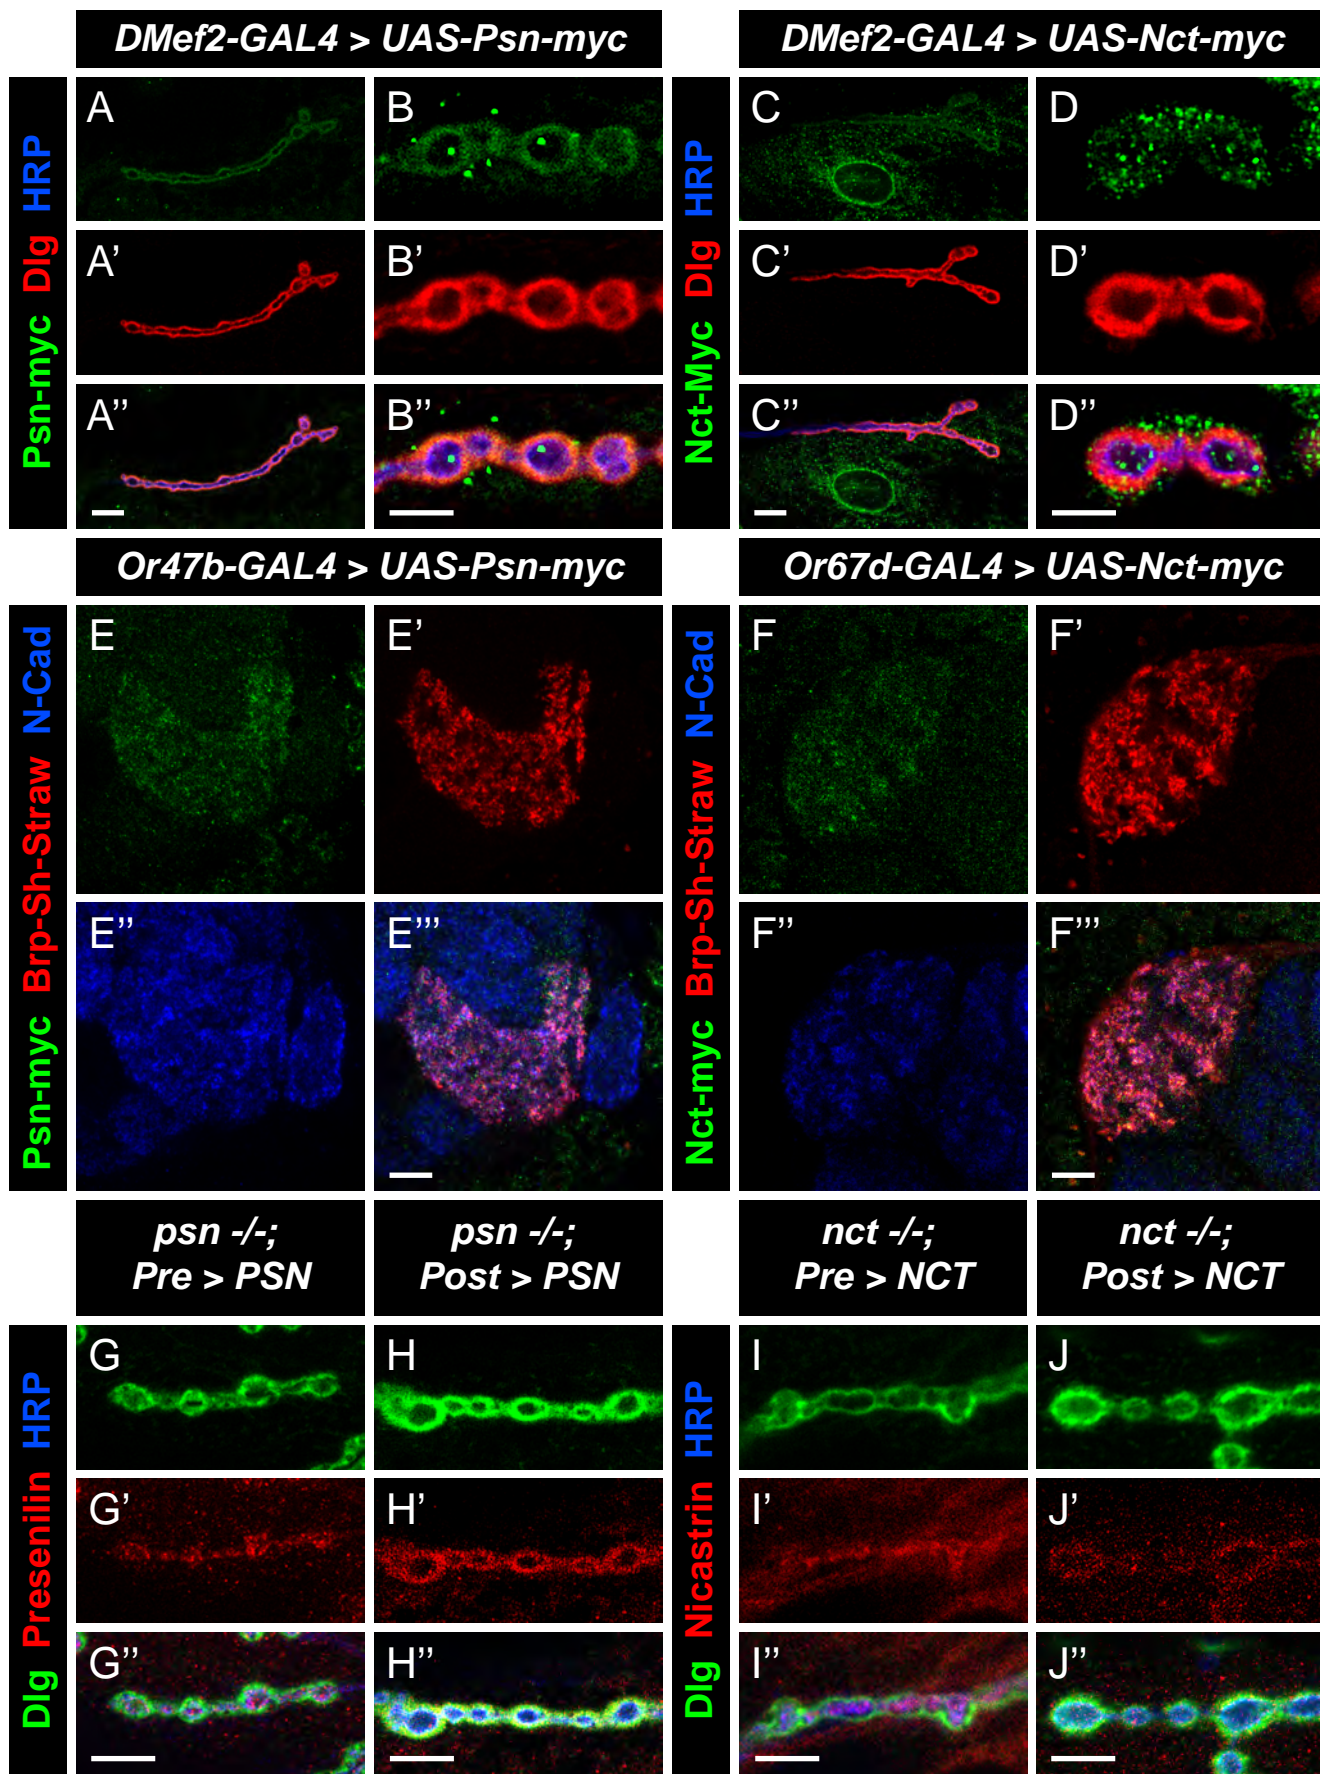 DMef2-GAL4 > UAS-Psn-myc
DMef2-GAL4 > UAS-Nct-myc
Psn-myc Dlg HRP
A
B
A’
B’
A’’
B’’
Nct-Myc Dlg HRP
C
D
C’
D’
C’’
D’’
Or47b-GAL4 > UAS-Psn-myc
Or67d-GAL4 > UAS-Nct-myc
Psn-myc Brp-Sh-Straw N-Cad
E
E’
E’’
E’’’
Nct-myc Brp-Sh-Straw N-Cad
F
F’
F’’
F’’’
psn -/-;
Pre > PSN
psn -/-;
Post > PSN
nct -/-;
Pre > NCT
nct -/-;
Post > NCT
Dlg Presenilin HRP
G
H
G’
H’
G’’
H’’
Dlg Nicastrin HRP
I
J
I’
J’
I’’
J’’